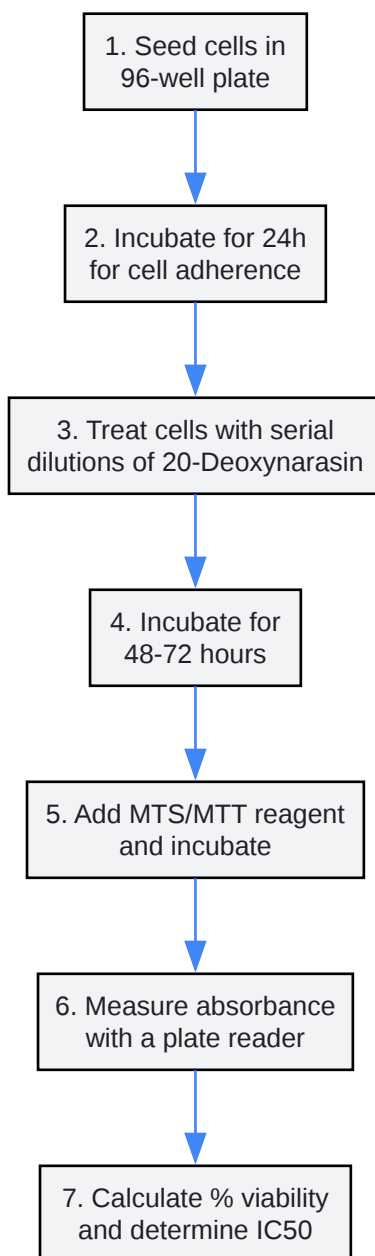 1. Seed cells in
96-well plate
2. Incubate for 24h
for cell adherence
3. Treat cells with serial
dilutions of 20-Deoxynarasin
4. Incubate for
48-72 hours
5. Add MTS/MTT reagent
and incubate
6. Measure absorbance
with a plate reader
7. Calculate % viability
and determine IC50